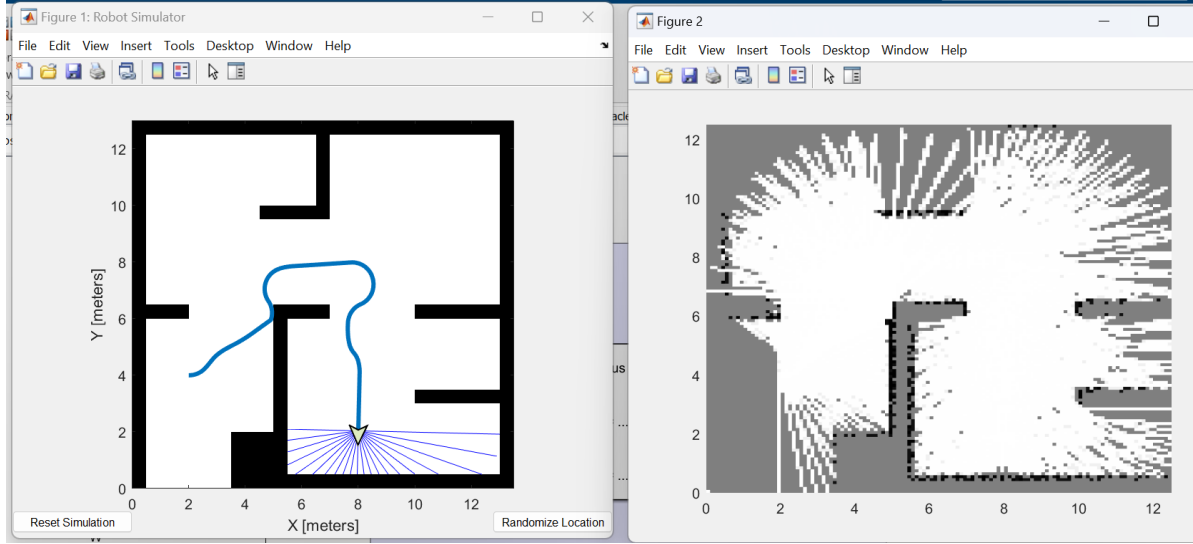 Figure 1: Robot Simulator
File Edit View Insert Tools Desktop Window Help
12
10
8
6
4
2
0
Y [meters]
0 2 4 6 8 10 12
X [meters]
Reset Simulation
Randomize Location
Figure 2
File Edit View Insert Tools Desktop Window Help
12
10
8
6
4
2
0
0 2 4 6 8 10 12